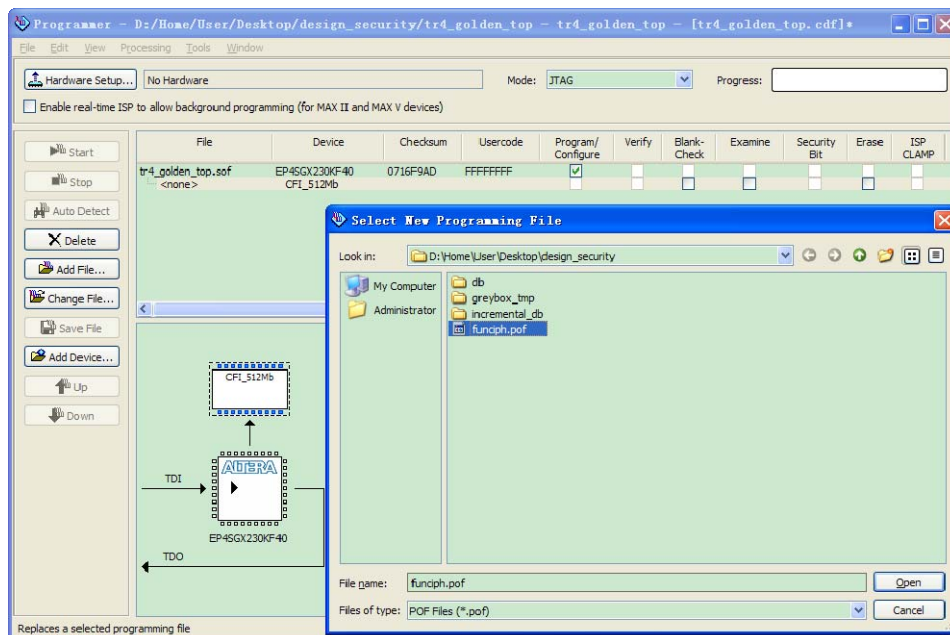 Programmer - D:/Home/User/Desktop/design_security/tr4_golden_top - tr4_golden_top - [tr4_golden_top.cdf]*
File Edit View Processing Tools Window
Hardware Setup... No Hardware Mode: JTAG Progress:
Enable real-time ISP to allow background programming (for MAX II and MAX V devices)
Start
Stop
Auto Detect
Delete
Add File...
Change File...
Save File
Add Device...
Up
Down
File Device Checksum Usercode Program/Configure Verify Blank-Check Examine Security Bit Erase ISP CLAMP
tr4_golden_top.sof EP4SGX230KF40 0716F9AD FFFFFFFF
<none> CFI_512Mb
CFI_512Mb
TDI
ALTERA
EP4SGX230KF40
TDO
Select New Programming File
Look in: D:\Home\User\Desktop\design_security
My Computer
Administrator
db
greybox_tmp
incremental_db
funciph.pof
File name: funciph.pof Open
Files of type: POF Files (*.pof) Cancel
Replaces a selected programming file